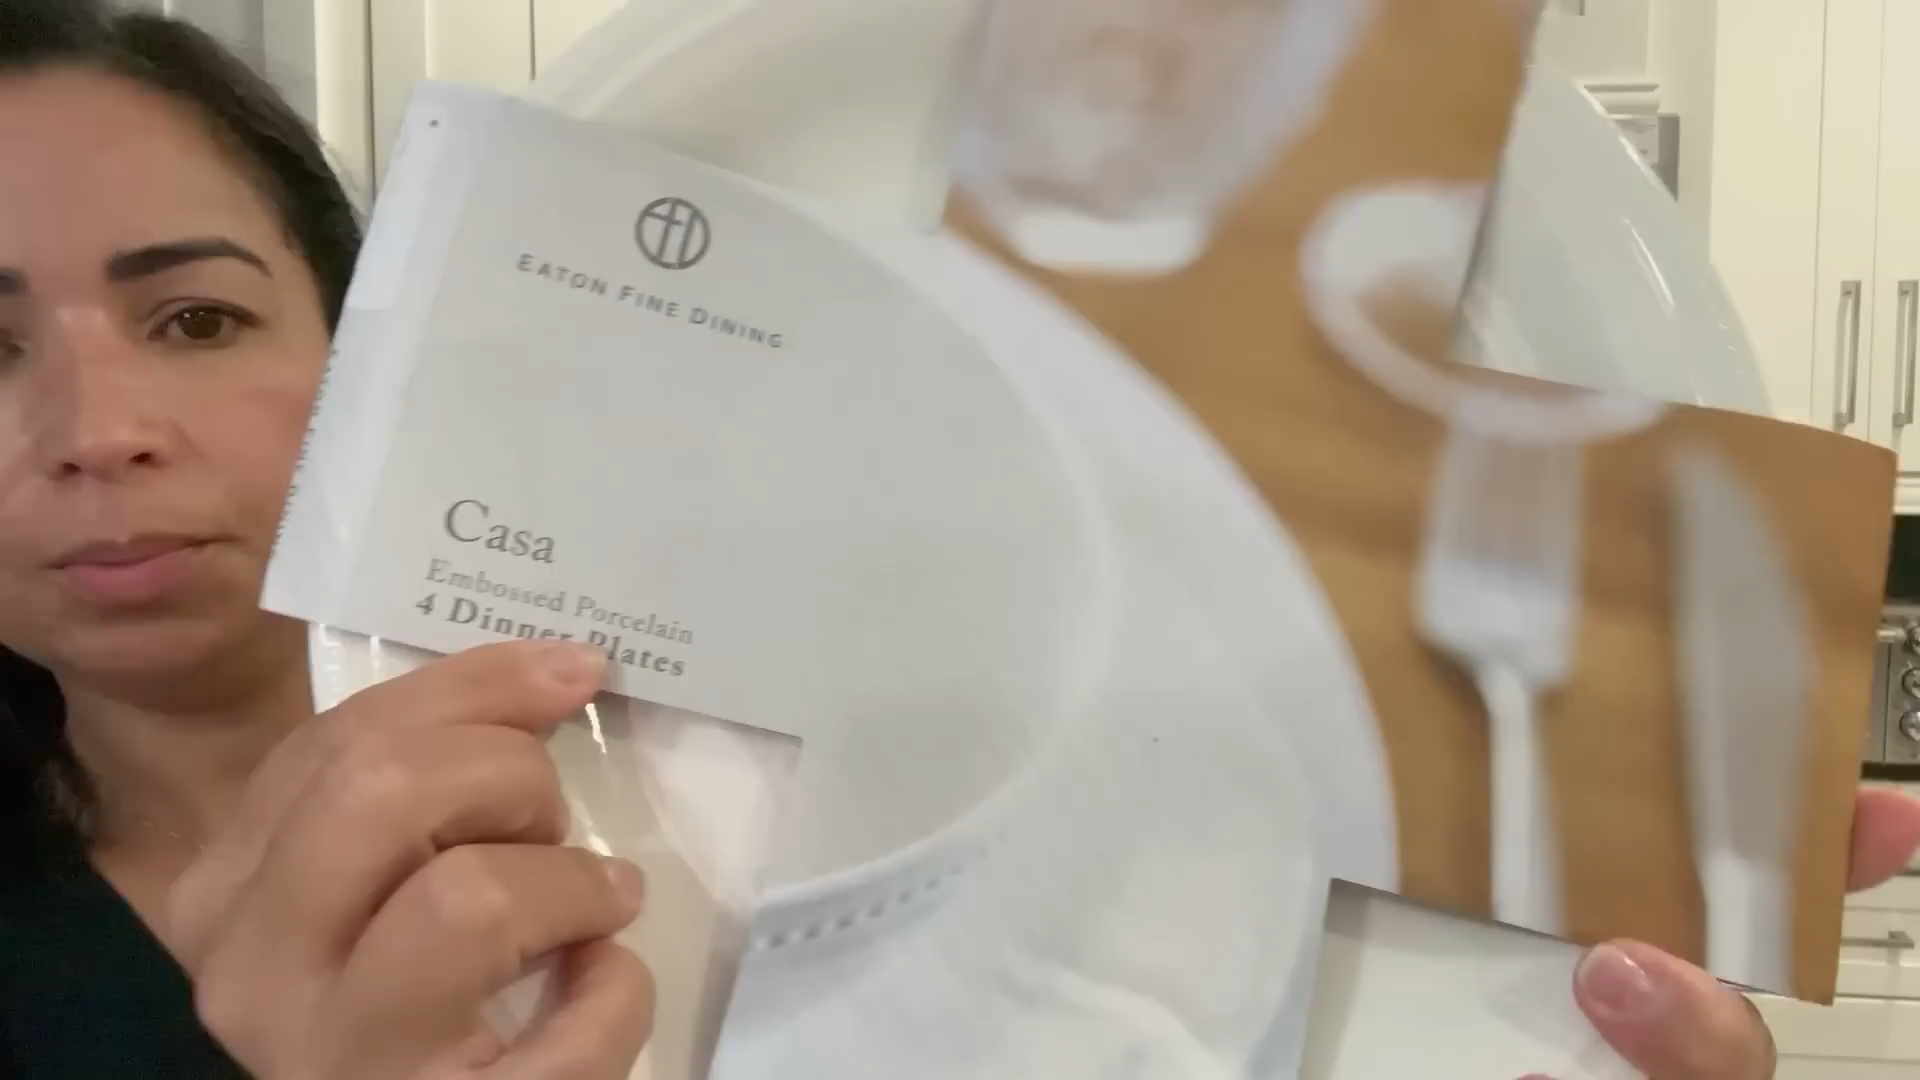 EATON FINE DINING
Casa
Embossed Porcelain
4 Dinner Plates